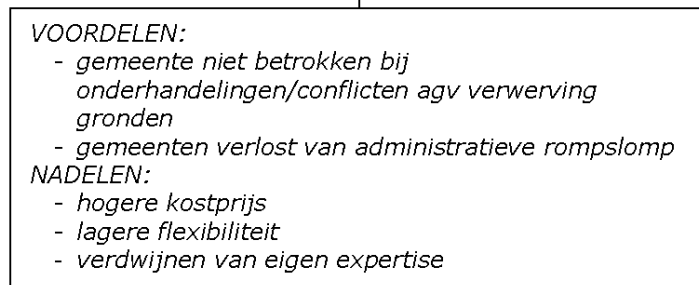 VOORDELEN:
- gemeente niet betrokken bij
onderhandelingen/conflicten agv verwerving
gronden
- gemeenten verlost van administratieve rompslomp
NADELEN:
- hogere kostprijs
- lagere flexibiliteit
- verdwijnen van eigen expertise